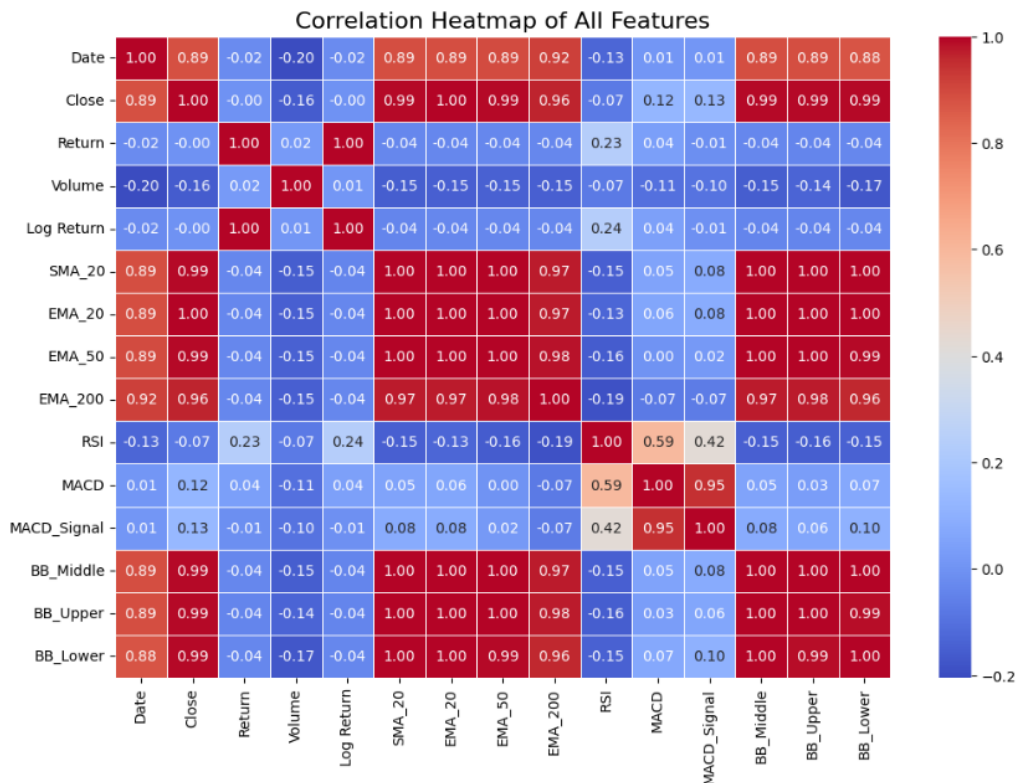 Correlation Heatmap of All Features
Date 1.00 0.89 -0.02 -0.20 -0.02 0.89 0.89 0.89 0.92 -0.13 0.01 0.01 0.89 0.89 0.88
Close 0.89 1.00 -0.00 -0.16 -0.00 0.99 1.00 0.99 0.96 -0.07 0.12 0.13 0.99 0.99 0.99
Return -0.02 -0.00 1.00 0.02 1.00 -0.04 -0.04 -0.04 -0.04 0.23 0.04 -0.01 -0.04 -0.04 -0.04
Volume -0.20 -0.16 0.02 1.00 0.01 -0.15 -0.15 -0.15 -0.15 -0.07 -0.11 -0.10 -0.15 -0.14 -0.17
Log Return -0.02 -0.00 1.00 0.01 1.00 -0.04 -0.04 -0.04 -0.04 0.24 0.04 -0.01 -0.04 -0.04 -0.04
SMA_20 0.89 0.99 -0.04 -0.15 -0.04 1.00 1.00 1.00 0.97 -0.15 0.05 0.08 1.00 1.00 1.00
EMA_20 0.89 1.00 -0.04 -0.15 -0.04 1.00 1.00 1.00 0.97 -0.13 0.06 0.08 1.00 1.00 1.00
EMA_50 0.89 0.99 -0.04 -0.15 -0.04 1.00 1.00 1.00 0.98 -0.16 0.00 0.02 1.00 1.00 0.99
EMA_200 0.92 0.96 -0.04 -0.15 -0.04 0.97 0.97 0.98 1.00 -0.19 -0.07 -0.07 0.97 0.98 0.96
RSI -0.13 -0.07 0.23 -0.07 0.24 -0.15 -0.13 -0.16 -0.19 1.00 0.59 0.42 -0.15 -0.16 -0.15
MACD 0.01 0.12 0.04 -0.11 0.04 0.05 0.06 0.00 -0.07 0.59 1.00 0.95 0.05 0.03 0.07
MACD_Signal 0.01 0.13 -0.01 -0.10 -0.01 0.08 0.08 0.02 -0.07 0.42 0.95 1.00 0.08 0.06 0.10
BB_Middle 0.89 0.99 -0.04 -0.15 -0.04 1.00 1.00 1.00 0.97 -0.15 0.05 0.08 1.00 1.00 1.00
BB_Upper 0.89 0.99 -0.04 -0.14 -0.04 1.00 1.00 1.00 0.98 -0.16 0.03 0.06 1.00 1.00 0.99
BB_Lower 0.88 0.99 -0.04 -0.17 -0.04 1.00 1.00 0.99 0.96 -0.15 0.07 0.10 1.00 0.99 1.00
Date
Close
Return
Volume
Log Return
SMA_20
EMA_20
EMA_50
EMA_200
RSI
MACD
MACD_Signal
BB_Middle
BB_Upper
BB_Lower
1.0
0.8
0.6
0.4
0.2
0.0
−0.2